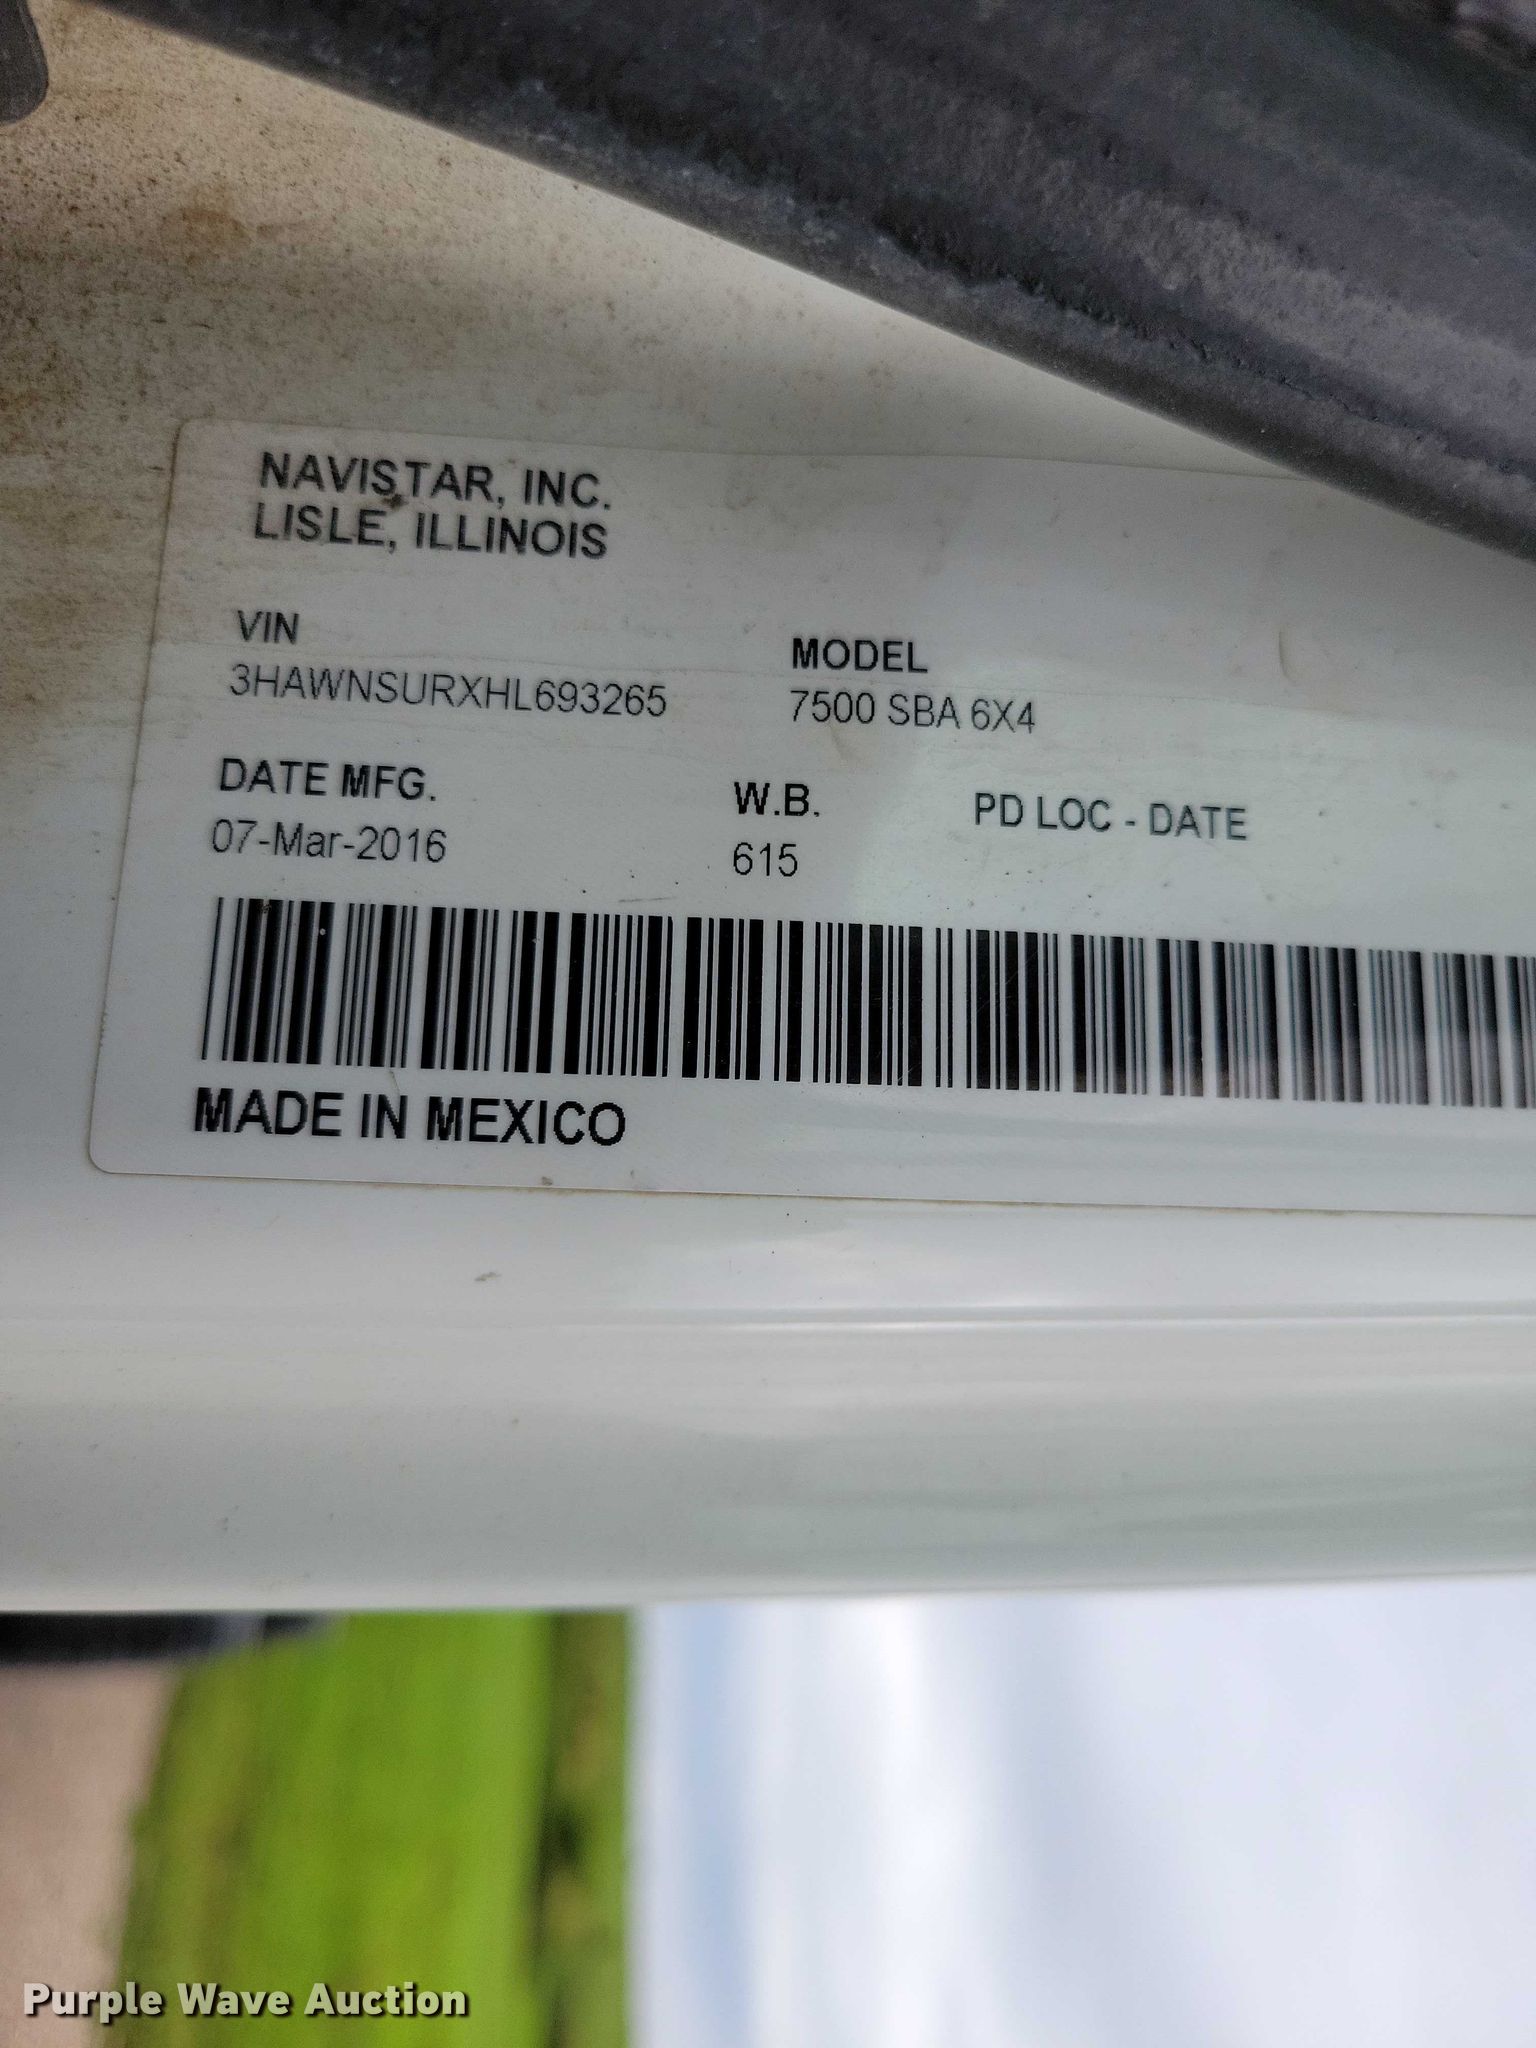 NAVISTAR, INC.
LISLE, ILLINOIS
VIN
3HAWNSURXHL693265
MODEL
7500 SBA 6X4
DATE MFG.
07-Mar-2016
W.B.
615
PD LOC - DATE
MADE IN MEXICO
Purple Wave Auction